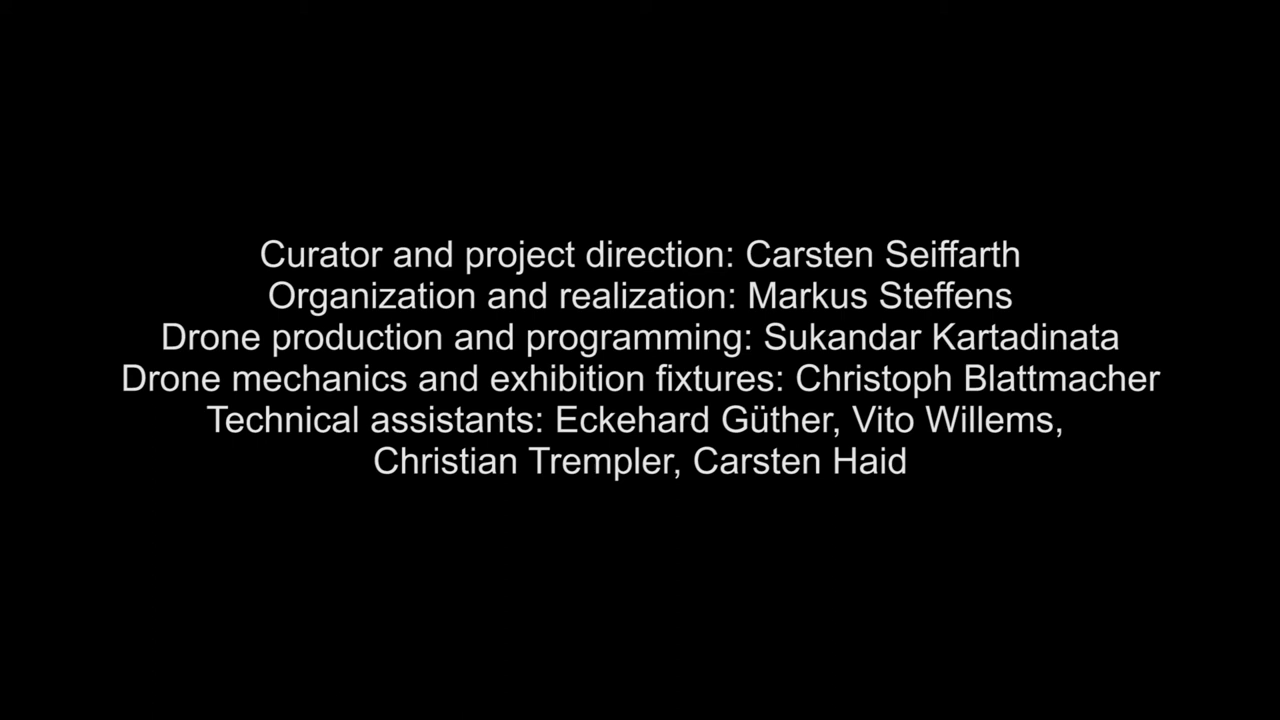 Curator and project direction: Carsten Seiffarth
Organization and realization: Markus Steffens
Drone production and programming: Sukandar Kartadinata
Drone mechanics and exhibition fixtures: Christoph Blattmacher
Technical assistants: Eckehard Güther, Vito Willems,
Christian Trempler, Carsten Haid